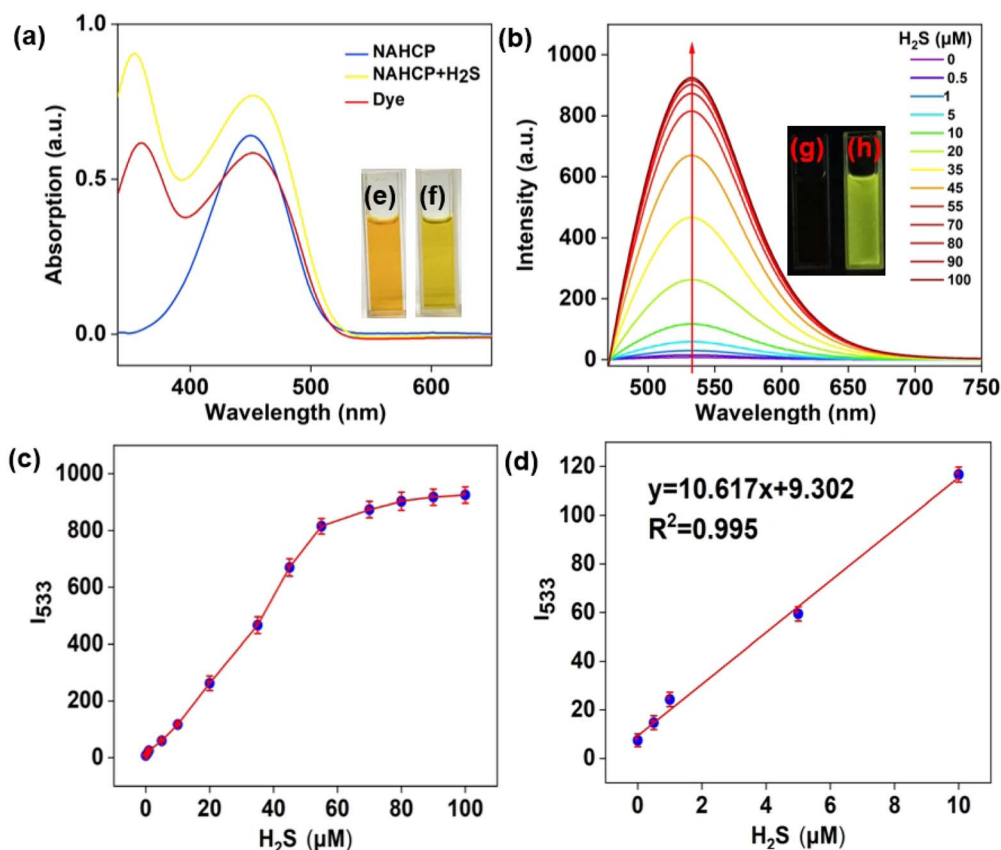 (a)
1.0
0.5
0.0
Absorption (a.u.)
NAHCP
NAHCP+H₂S
Dye
(e)
(f)
400
500
600
Wavelength (nm)
(b)
1000
800
600
400
200
0
Intensity (a.u.)
H₂S (μM)
0
0.5
1
5
10
20
35
45
55
70
80
90
100
(g)
(h)
500
550
600
650
700
750
Wavelength (nm)
(c)
1000
800
600
400
200
0
I₅₃₃
0
20
40
60
80
100
H₂S (μM)
(d)
120
100
80
60
40
20
0
I₅₃₃
y=10.617x+9.302
R²=0.995
0
2
4
6
8
10
H₂S (μM)